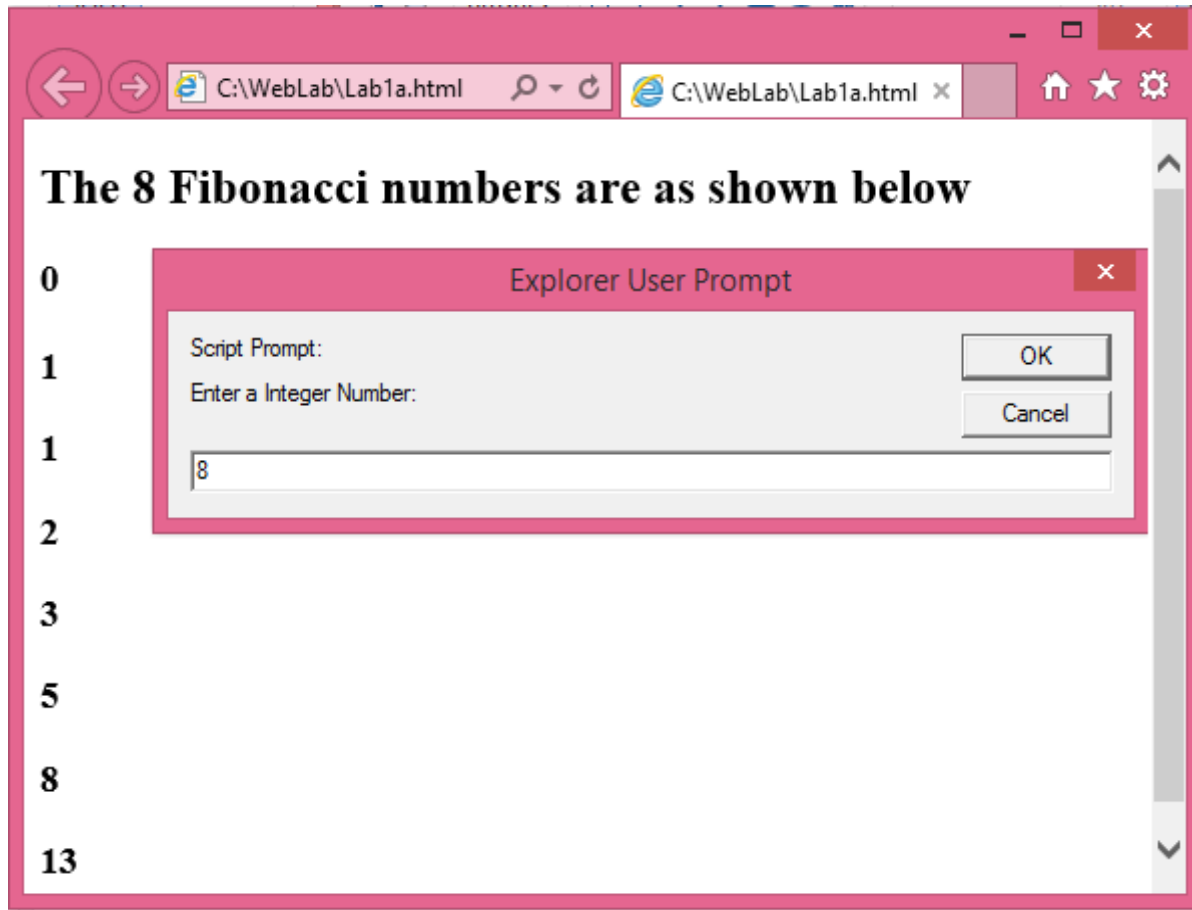 C:\WebLab\Lab1a.html
C:\WebLab\Lab1a.html
The 8 Fibonacci numbers are as shown below
0
Explorer User Prompt
Script Prompt:
OK
1
Enter a Integer Number:
Cancel
1
8
2
3
5
8
13